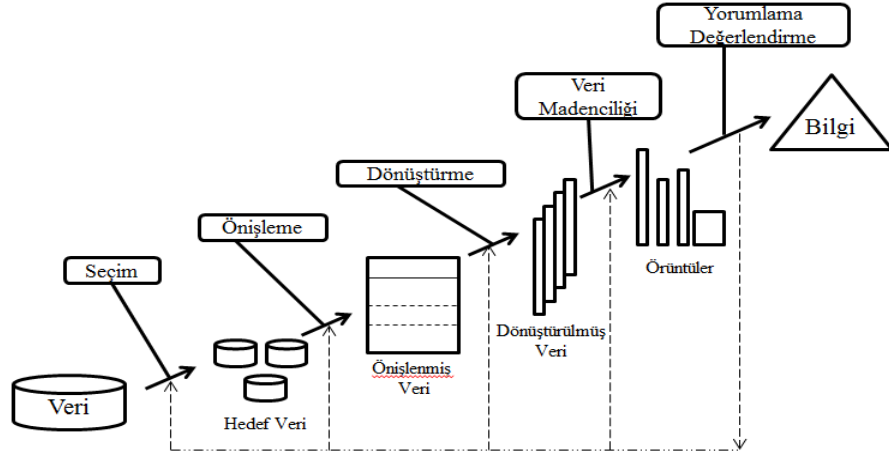 Yorumlama
Değerlendirme
Veri
Madenciliği
Bilgi
Dönüştürme
Önişleme
Örüntüler
Seçim
Dönüştürülmüş
Veri
Önişlenmiş
Veri
Veri
Hedef Veri